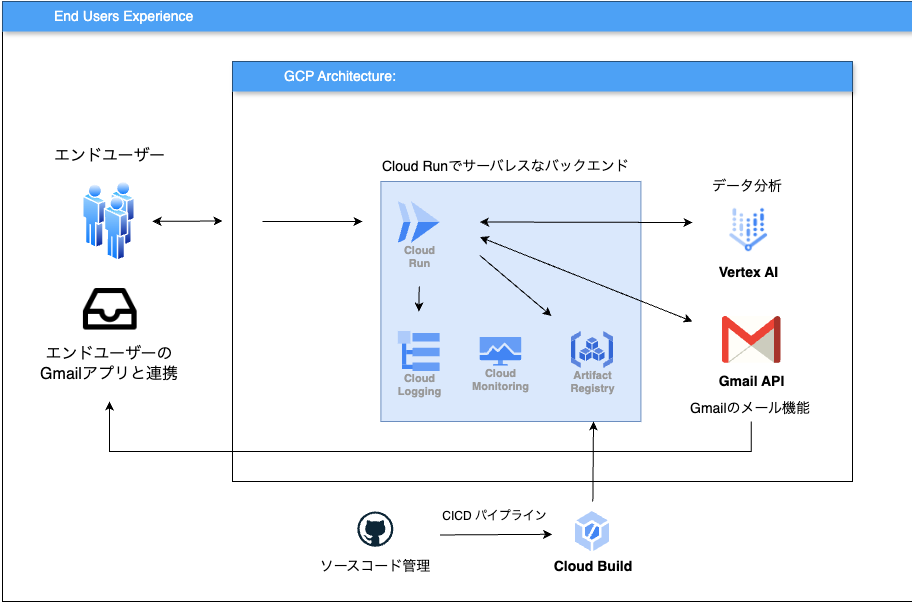 End Users Experience
GCP Architecture:
エンドユーザー
Cloud Runでサーバレスなバックエンド
データ分析
Cloud
Run
Vertex AI
エンドユーザーの
Gmailアプリと連携
Cloud
Logging
Cloud
Monitoring
Artifact
Registry
Gmail API
Gmailのメール機能
CICD パイプライン
ソースコード管理
Cloud Build